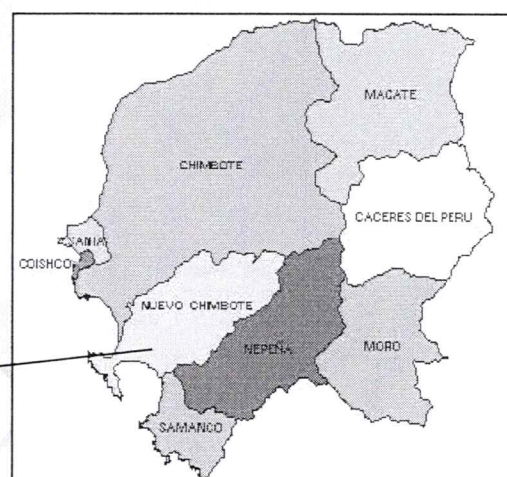 MACATE
CHIMBOTE
CACERES DEL PERU
COISHCO
NUEVO CHIMBOTE
NEPEÑA
MORO
SAMANCO